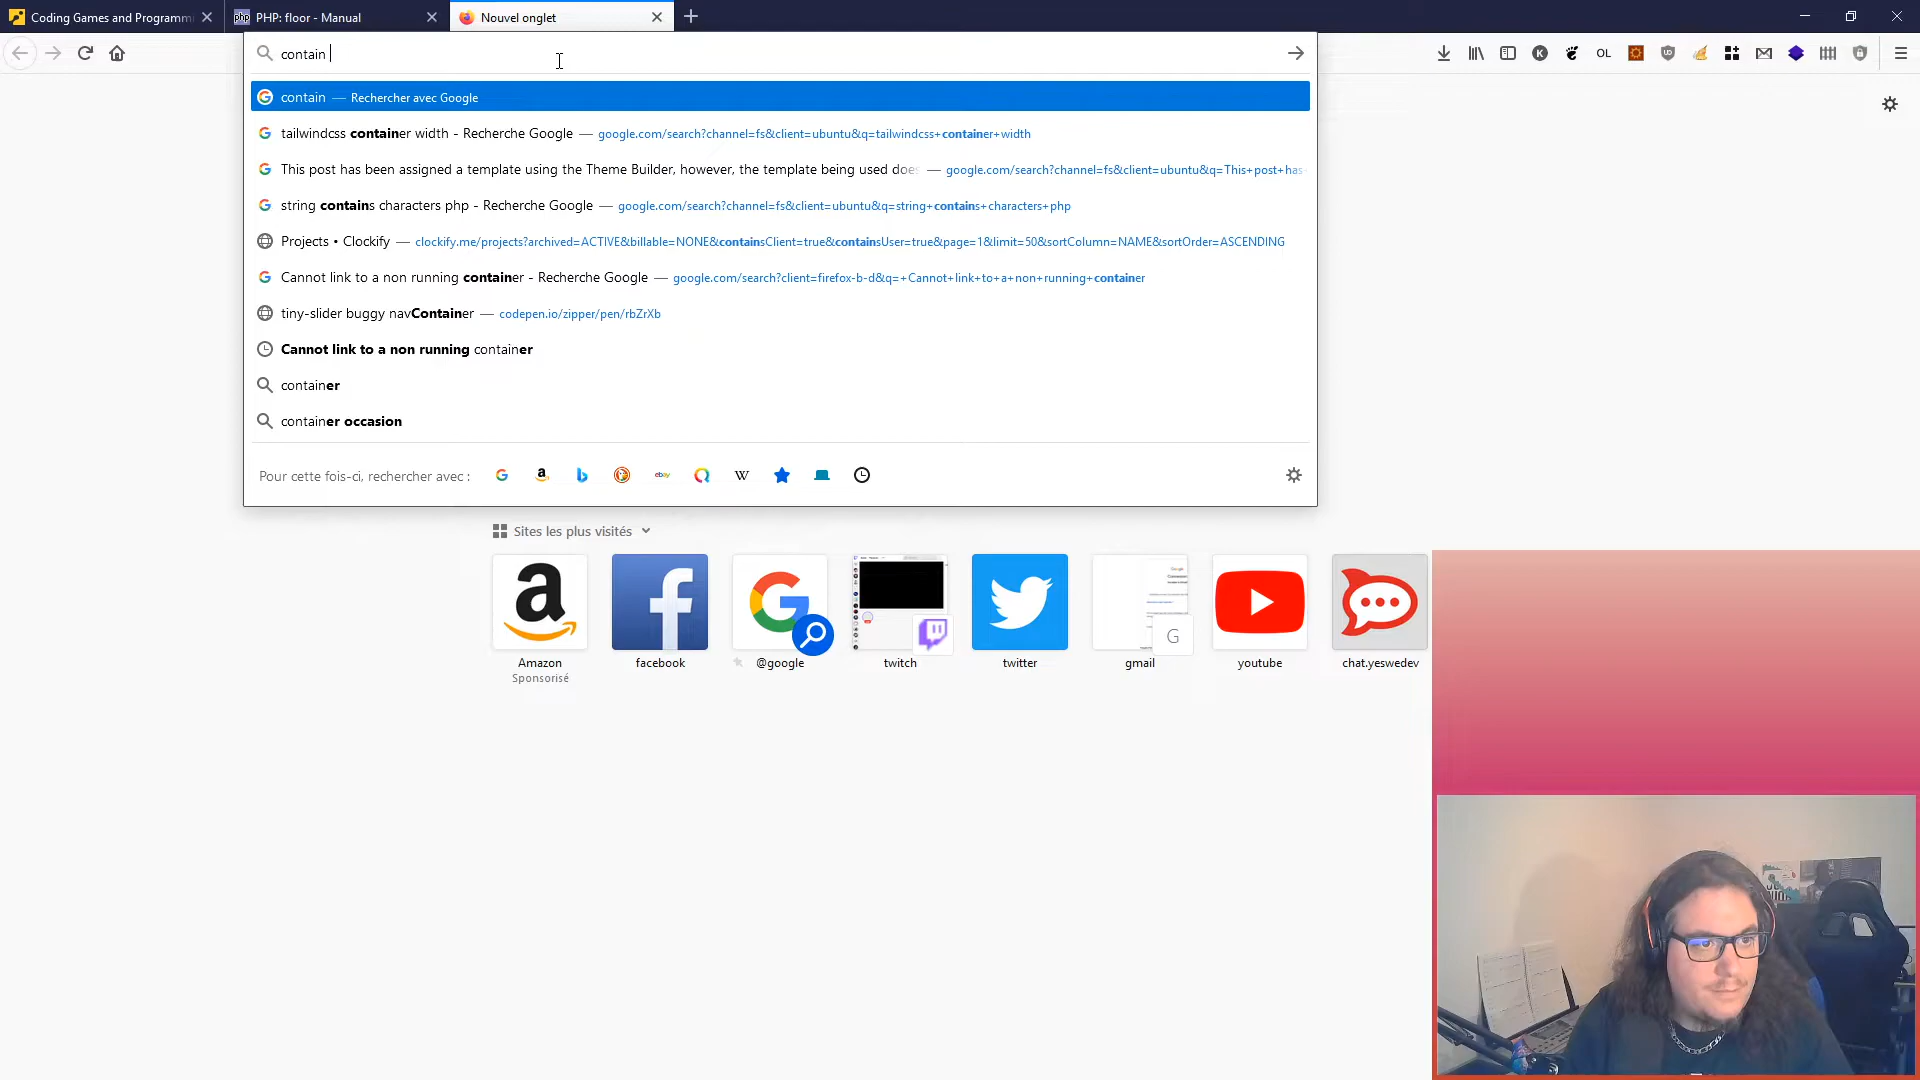 Coding Games and Programmi
PHP: floor - Manual
Nouvel onglet
contain
OL
contain — Rechercher avec Google
tailwindcss container width - Recherche Google — google.com/search?channel=fs&client=ubuntu&q=tailwindcss+container+width
This post has been assigned a template using the Theme Builder, however, the template being used does — google.com/search?channel=fs&client=ubuntu&q=This+post+has+
string contains characters php - Recherche Google — google.com/search?channel=fs&client=ubuntu&q=string+contains+characters+php
Projects • Clockify — clockify.me/projects?archived=ACTIVE&billable=NONE&containsClient=true&containsUser=true&page=1&limit=50&sortColumn=NAME&sortOrder=ASCENDING
Cannot link to a non running container - Recherche Google — google.com/search?client=firefox-b-d&q=+Cannot+link+to+a+non+running+container
tiny-slider buggy navContainer — codepen.io/zipper/pen/rbZrXb
Cannot link to a non running container
container
container occasion
Pour cette fois-ci, rechercher avec :
Sites les plus visités
Amazon
Sponsorisé
facebook
@google
twitch
twitter
G
gmail
youtube
chat.yeswedev